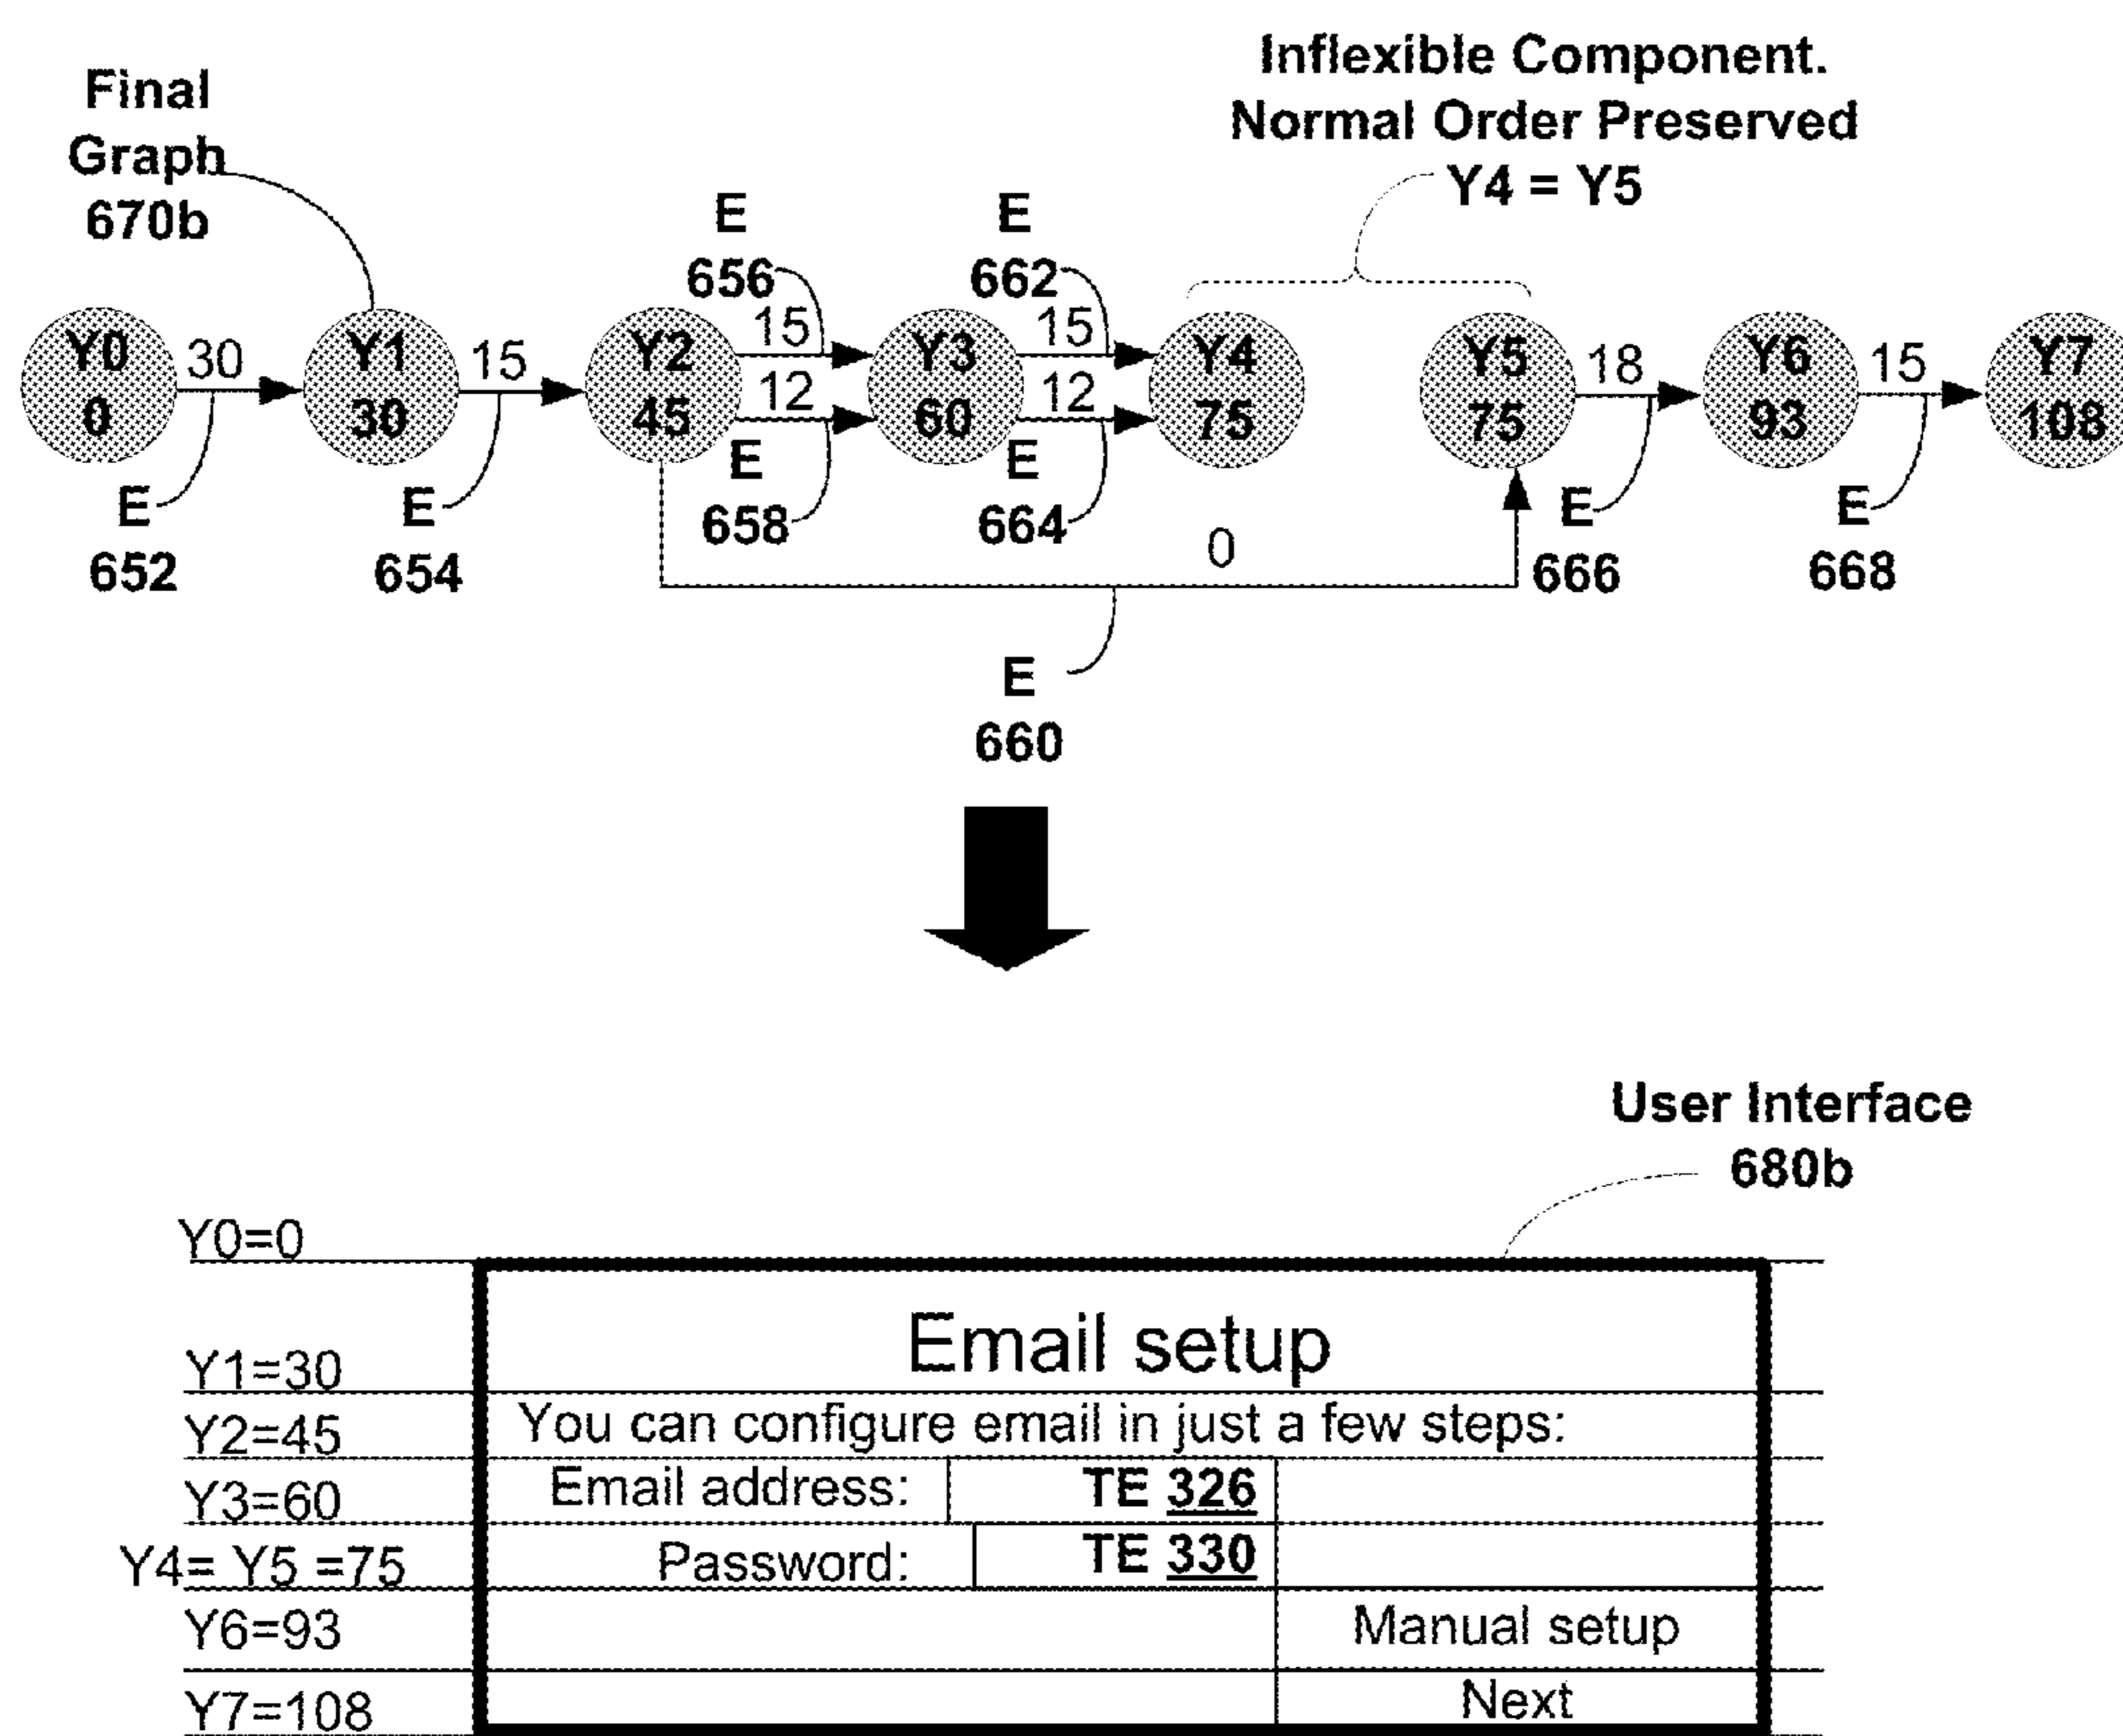 Inflexible Component.
Normal Order Preserved
Y4 = Y5
Final
Graph
670b
E
656
E
662
Y0
0
30
Y1
30
15
Y2
45
15
12
Y3
60
15
12
Y4
75
Y5
75
18
Y6
93
15
Y7
108
E
652
E
654
E
658
E
664
0
E
666
E
668
E
660
User Interface
680b
Y0=0
Email setup
Y1=30
You can configure email in just a few steps:
Y2=45
Email address: TE 326
Y3=60
Password: TE 330
Y4= Y5 =75
Manual setup
Y6=93
Next
Y7=108